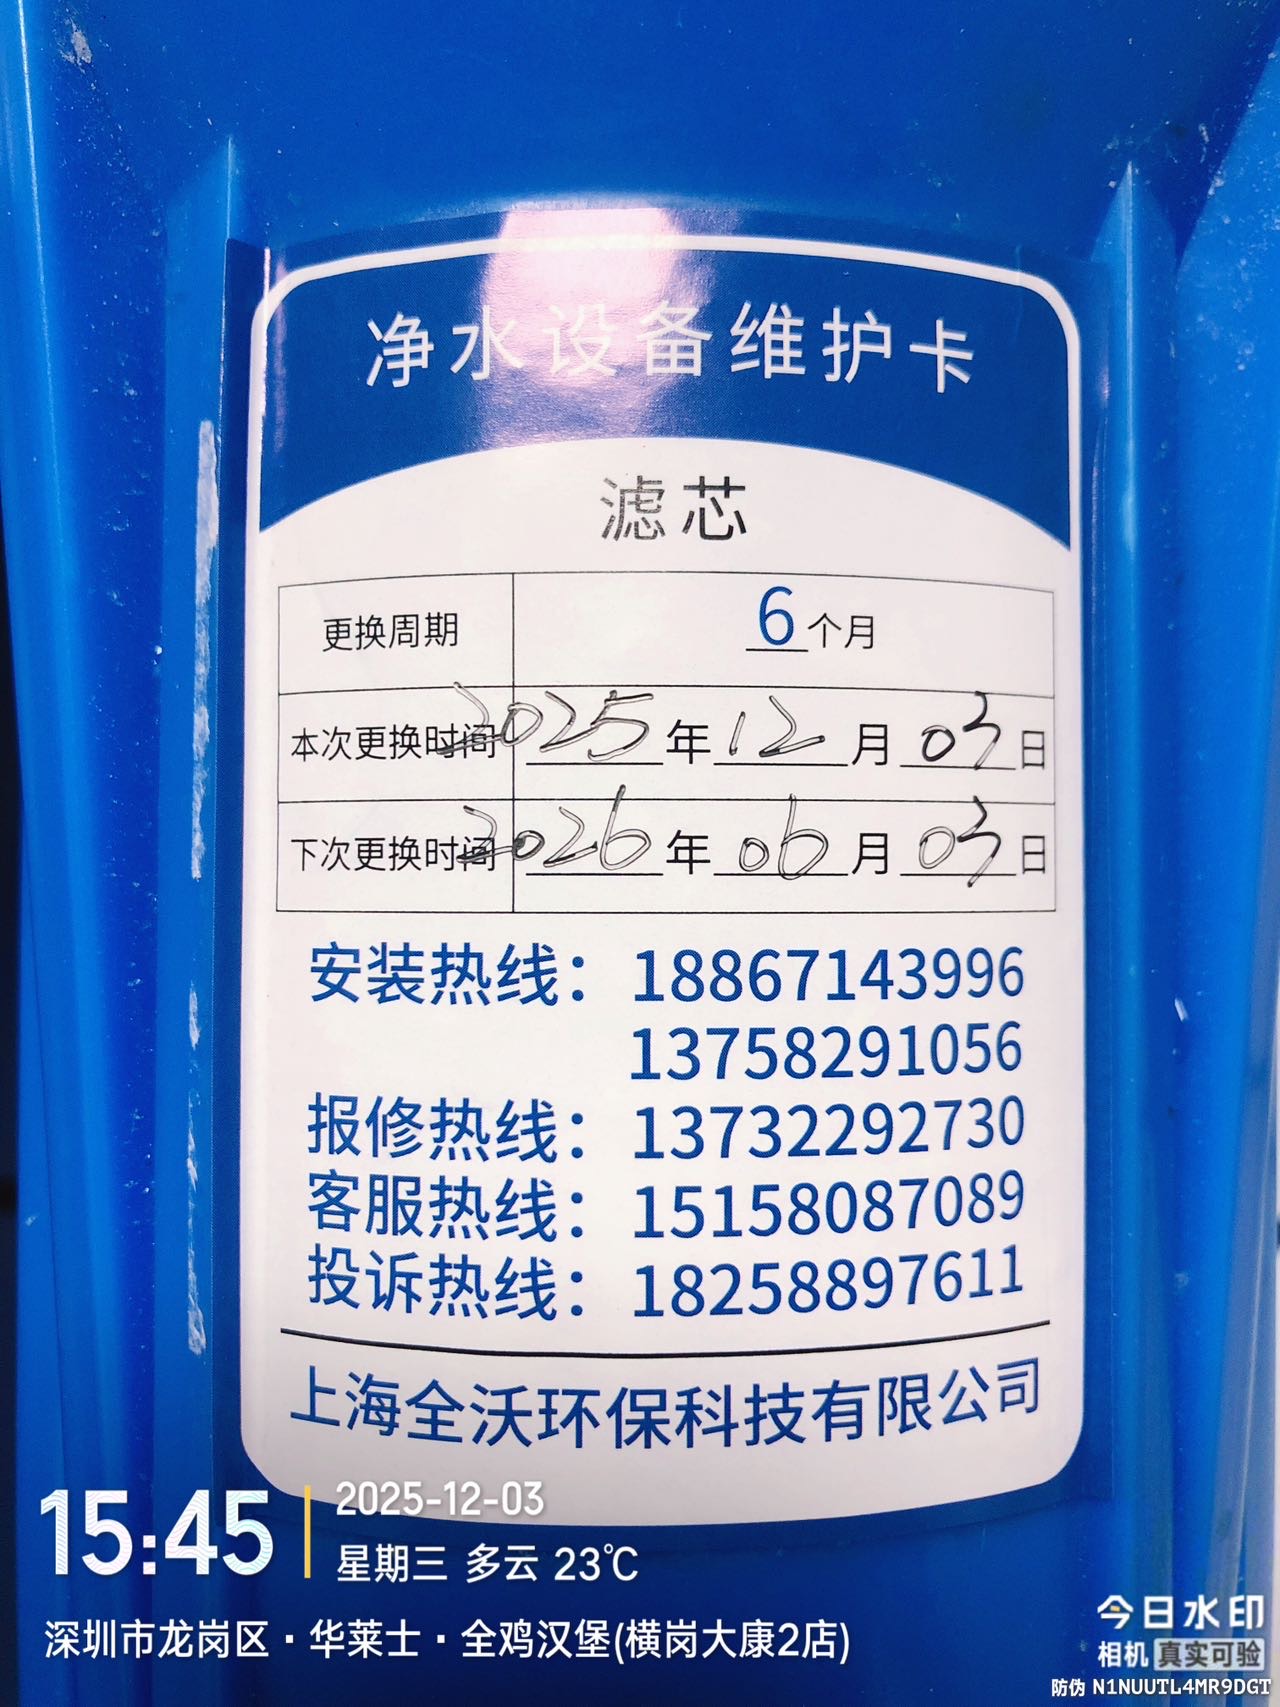 净水设备维护卡
滤芯
更换周期 6个月
本次更换时间 2025年12月03日
下次更换时间 2026年06月03日
安装热线：18867143996
13758291056
报修热线：13732292730
客服热线：15158087089
投诉热线：18258897611
上海全沃环保科技有限公司
15:45
2025-12-03
星期三 多云 23℃
深圳市龙岗区·华莱士·全鸡汉堡(横岗大康2店)
今日水印
相机 真实可验
防伪 N1NUUTL4MR9DGT